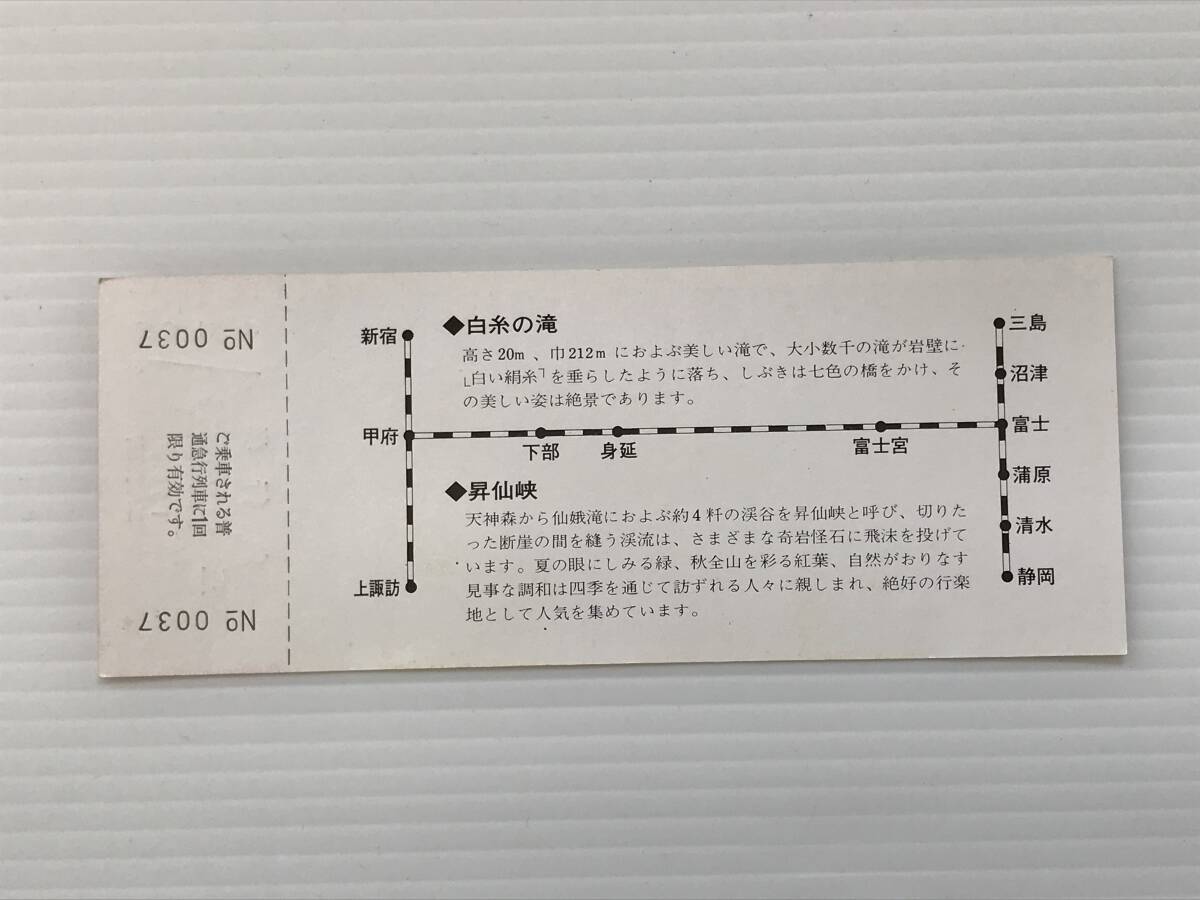 № 0037
ご乗車される普
通急行列車に1回
限り有効です。
№ 0037
新宿
甲府
上諏訪
◆白糸の滝
高さ20m、巾212mにおよぶ美しい滝で、大小数千の滝が岩壁に
﹂白い絹糸﹁を垂らしたように落ち、しぶきは七色の橋をかけ、そ
の美しい姿は絶景であります。
下部
身延
富士宮
◆昇仙峡
天神森から仙娥滝におよぶ約4粁の渓谷を昇仙峡と呼び、切りた
った断崖の間を縫う渓流は、さまざまな奇岩怪石に飛沫を投げて
います。夏の眼にしみる緑、秋全山を彩る紅葉、自然がおりなす
見事な調和は四季を通じて訪ずれる人々に親しまれ、絶好の行楽
地として人気を集めています。
三島
沼津
富士
蒲原
清水
静岡